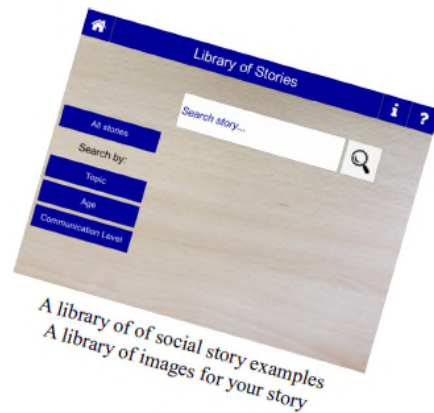 Library of Stories
i ?
Search story...
All stories
Search by:
Topic
Age
Communication Level
A library of of social story examples
A library of images for your story